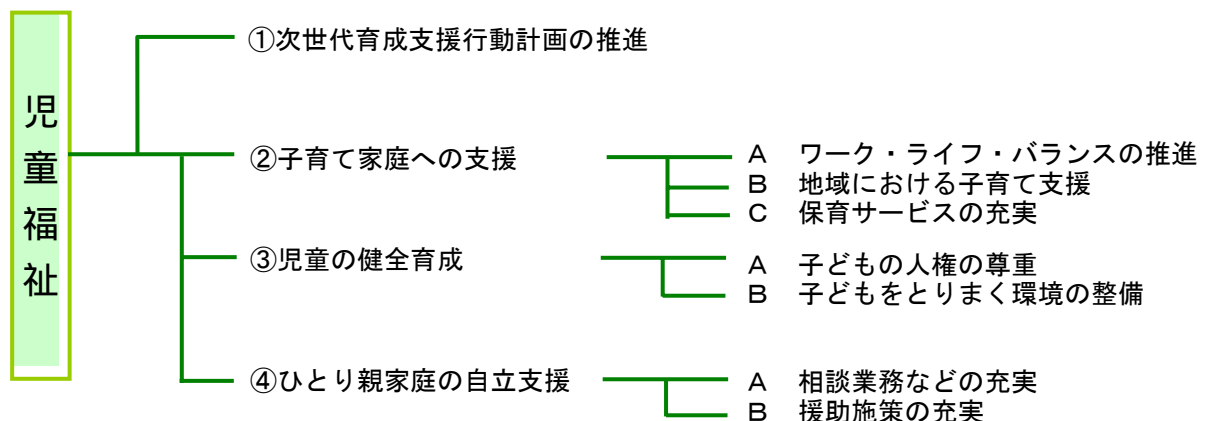 児童福祉
①次世代育成支援行動計画の推進
②子育て家庭への支援
A ワーク・ライフ・バランスの推進
B 地域における子育て支援
C 保育サービスの充実
③児童の健全育成
A 子どもの人権の尊重
B 子どもをとりまく環境の整備
④ひとり親家庭の自立支援
A 相談業務などの充実
B 援助施策の充実